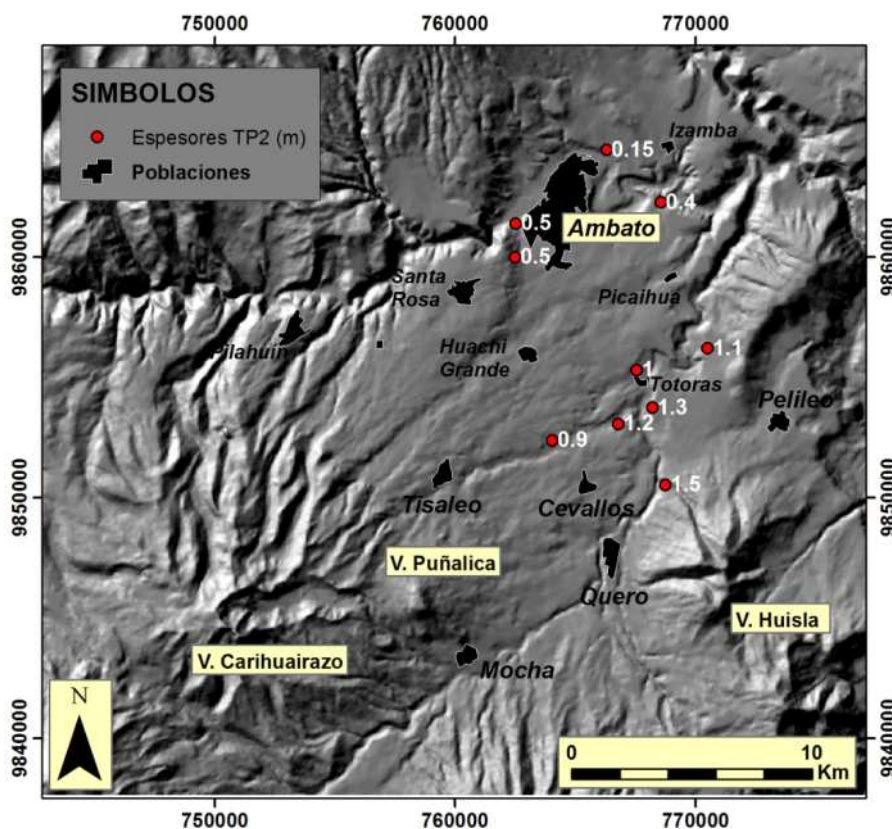 750000
760000
770000
SIMBOLOS
Espesores TP2 (m)
Poblaciones
Izamba
0.15
0.4
0.5
Ambato
9860000
9860000
0.5
Santa
Rosa
Picaihua
Pilahuin
Huachi
Grande
1.1
1
Totoras
1.3
Pelileo
1.2
0.9
9850000
9850000
1.5
Tisaleo
Cevallos
V. Puñalica
Quero
V. Huisla
V. Carihuairazo
Mocha
N
0
10
Km
9840000
9840000
750000
760000
770000